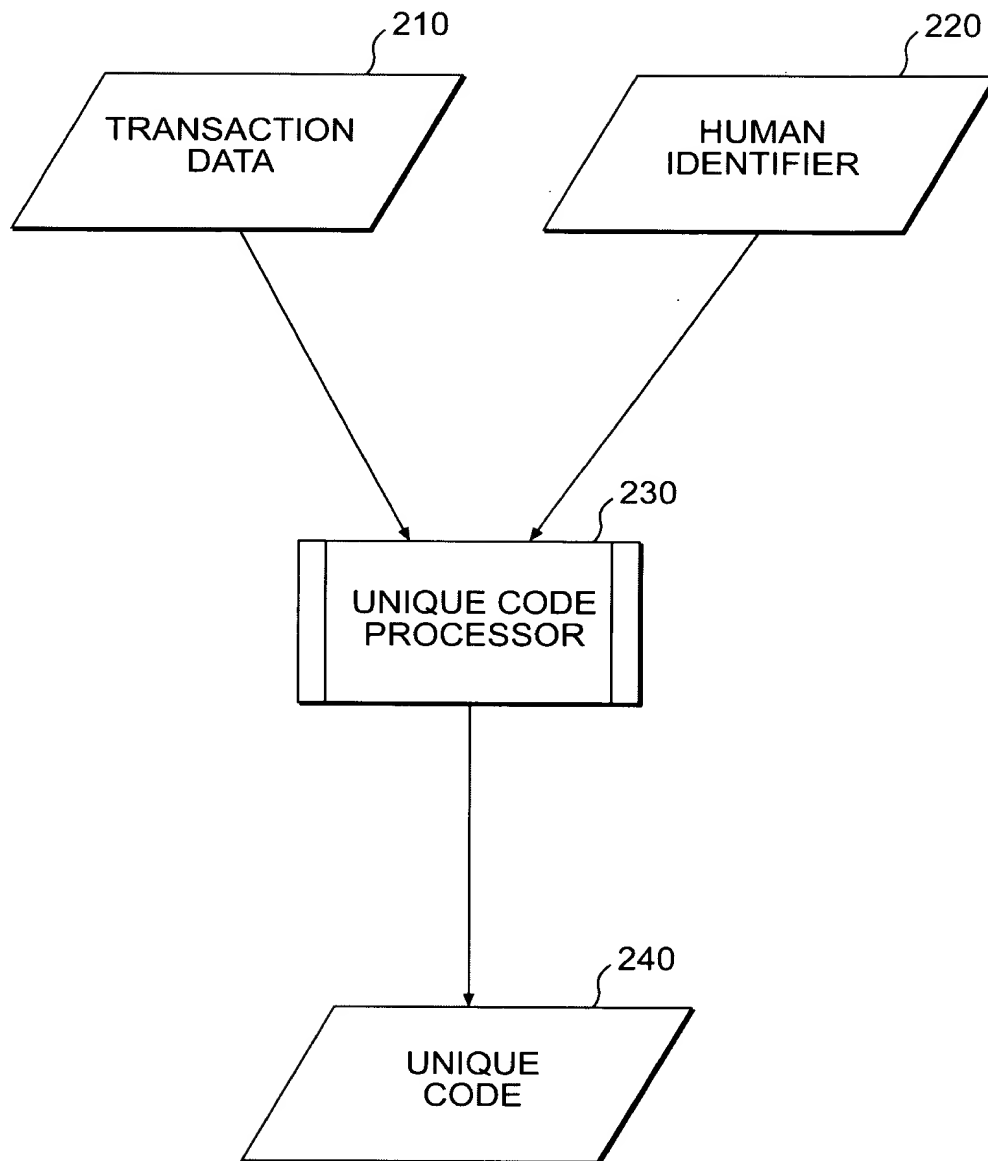 210
220
TRANSACTION
DATA
HUMAN
IDENTIFIER
230
UNIQUE CODE
PROCESSOR
240
UNIQUE
CODE